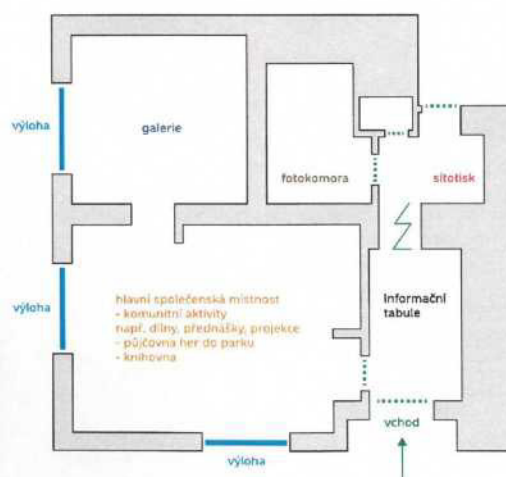 výloha
galerie
fotokomora
sítotisk
výloha
hlavní společenská místnost
- komunitní aktivity
např. dílny, přednášky, projekce
- půjčovna her do parku
- knihovna
Informační
tabule
vchod
výloha